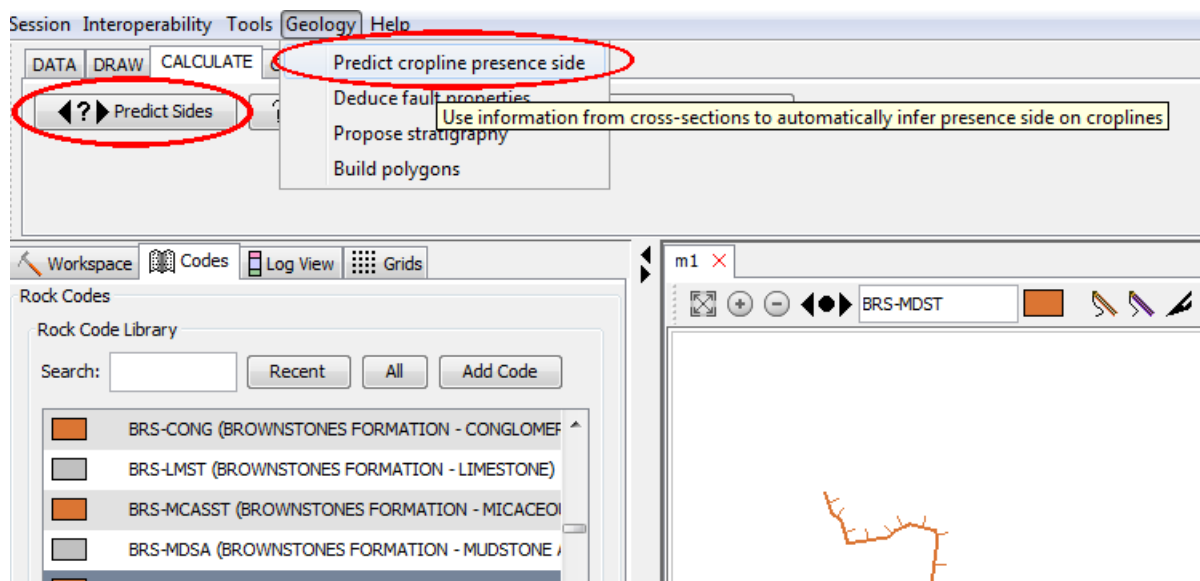 Session Interoperability Tools Geology Help
DATA DRAW CALCULATE
Predict cropline presence side
Predict Sides
Deduce fault properties
Use information from cross-sections to automatically infer presence side on croplines
Propose stratigraphy
Build polygons
Workspace Codes Log View Grids
m1
Rock Codes
BRS-MDST
Rock Code Library
Search: Recent All Add Code
BRS-CONG (BROWNSTONES FORMATION - CONGLOMER
BRS-LMST (BROWNSTONES FORMATION - LIMESTONE)
BRS-MCASST (BROWNSTONES FORMATION - MICACEO
BRS-MDSA (BROWNSTONES FORMATION - MUDSTONE